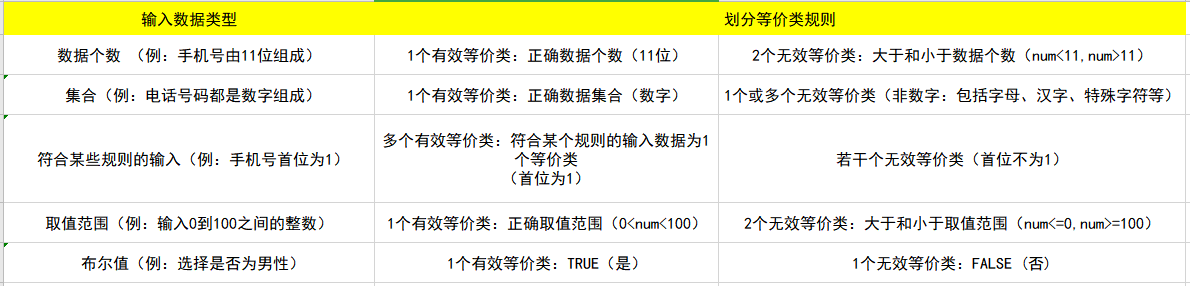 输入数据类型
划分等价类规则
数据个数 （例：手机号由11位组成）
1个有效等价类：正确数据个数（11位）
2个无效等价类：大于和小于数据个数（num<11,num>11）
集合（例：电话号码都是数字组成）
1个有效等价类：正确数据集合（数字）
1个或多个无效等价类（非数字：包括字母、汉字、特殊字符等）
符合某些规则的输入（例：手机号首位为1）
多个有效等价类：符合某个规则的输入数据为1
个等价类
（首位为1）
若干个无效等价类（首位不为1）
取值范围（例：输入0到100之间的整数）
1个有效等价类：正确取值范围（0<num<100）
2个无效等价类：大于和小于取值范围（num<=0,num>=100）
布尔值（例：选择是否为男性）
1个有效等价类：TRUE（是）
1个无效等价类：FALSE（否）